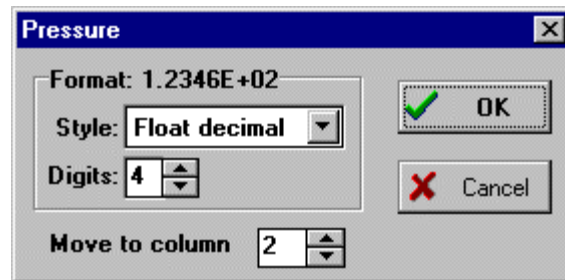 Pressure
Format: 1.2346E+02
Style: Float decimal
Digits: 4
Move to column 2
OK
Cancel